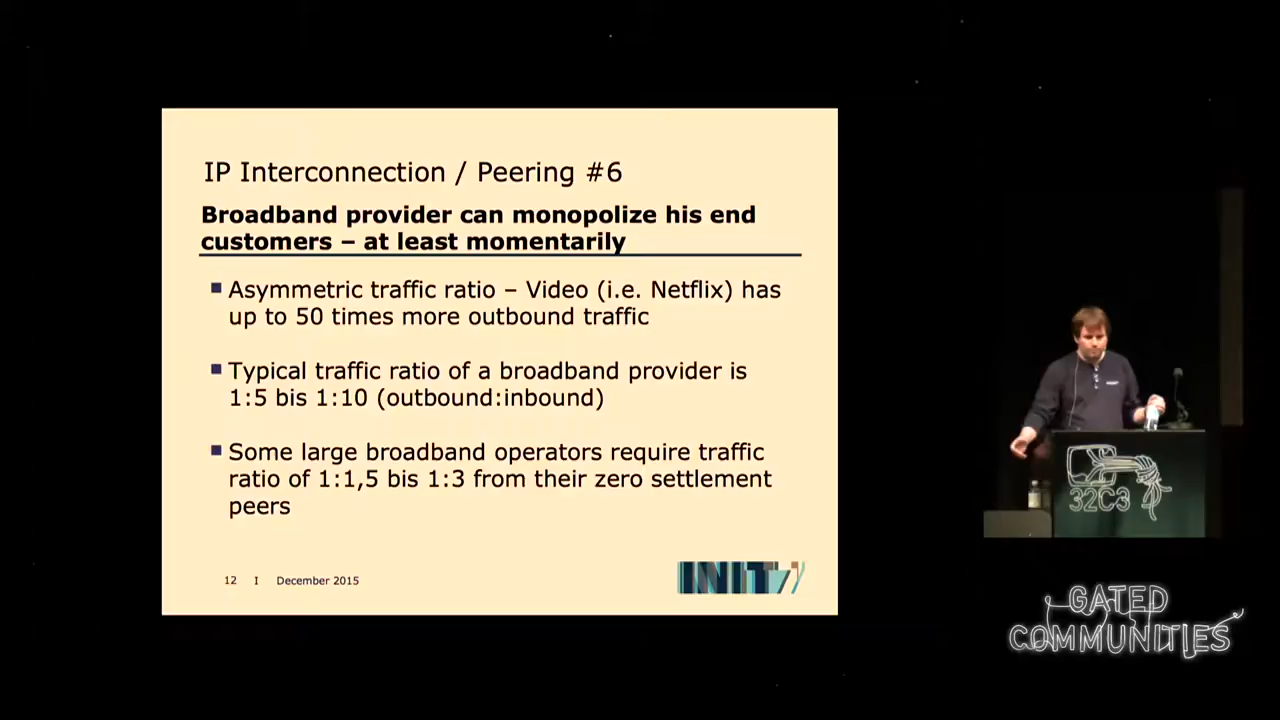 IP Interconnection / Peering #6
Broadband provider can monopolize his end
customers – at least momentarily
Asymmetric traffic ratio – Video (i.e. Netflix) has
up to 50 times more outbound traffic
Typical traffic ratio of a broadband provider is
1:5 bis 1:10 (outbound:inbound)
Some large broadband operators require traffic
ratio of 1:1,5 bis 1:3 from their zero settlement
peers
12 I December 2015
INIT7
32C3
GATED
COMMUNITIES